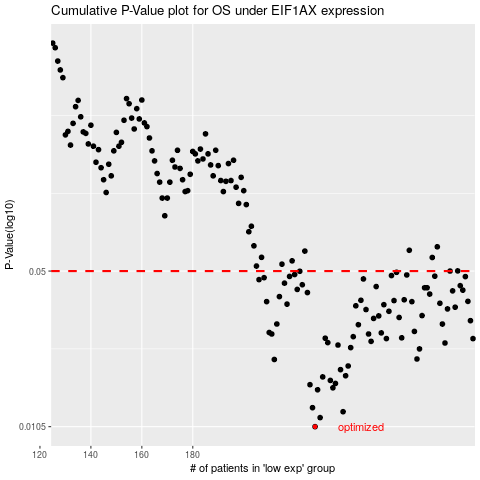 Cumulative P-Value plot for OS under EIF1AX expression
P-Value(log10)
0.05
0.0105
optimized
120 140 160 180
# of patients in 'low exp' group